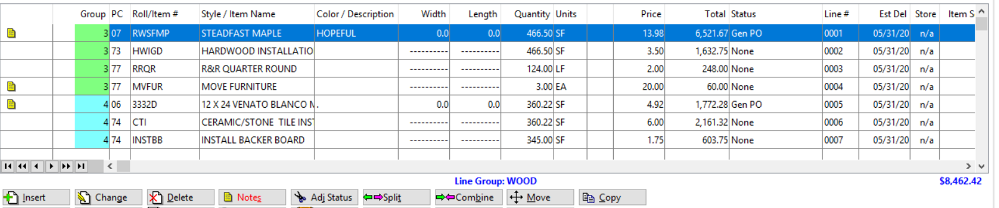 Group PC Roll/Item # Style / Item Name Color / Description Width Length Quantity Units Price Total Status Line # Est Del Store Item S
3 07 RWSFMP STEADFAST MAPLE HOPEFUL 0.0 0.0 466.50 SF 13.98 6,521.67 Gen PO 0001 05/31/20 n/a
3 73 HWIGD HARDWOOD INSTALLATIO ---------- ---------- 466.50 SF 3.50 1,632.75 None 0002 05/31/20 n/a
3 77 RRQR R&R QUARTER ROUND ---------- ---------- 124.00 LF 2.00 248.00 None 0003 05/31/20 n/a
3 77 MVFUR MOVE FURNITURE ---------- ---------- 3.00 EA 20.00 60.00 None 0004 05/31/20 n/a
4 06 3332D 12 X 24 VENATO BLANCO M . 0.0 0.0 360.22 SF 4.92 1,772.28 Gen PO 0005 05/31/20 n/a
4 74 CTI CERAMIC/STONE TILE INST ---------- ---------- 360.22 SF 6.00 2,161.32 None 0006 05/31/20 n/a
4 74 INSTBB INSTALL BACKER BOARD ---------- ---------- 345.00 SF 1.75 603.75 None 0007 05/31/20 n/a
Line Group: WOOD $8,462.42
Insert Change Delete Notes Adj Status Split Combine Move Copy